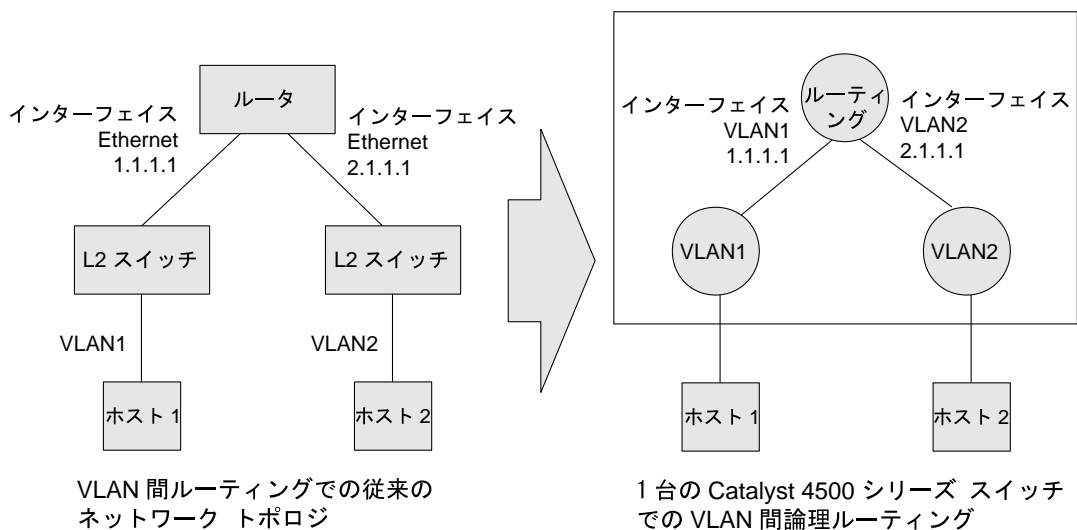 ルータ
インターフェイス
Ethernet
1.1.1.1
インターフェイス
Ethernet
2.1.1.1
L2 スイッチ
L2 スイッチ
VLAN1
VLAN2
ホスト 1
ホスト 2
VLAN 間ルーティングでの従来の
ネットワーク トポロジ
ルーティ
ング
インターフェイス
VLAN1
1.1.1.1
インターフェイス
VLAN2
2.1.1.1
VLAN1
VLAN2
ホスト 1
ホスト 2
1 台の Catalyst 4500 シリーズ スイッチ
での VLAN 間論理ルーティング